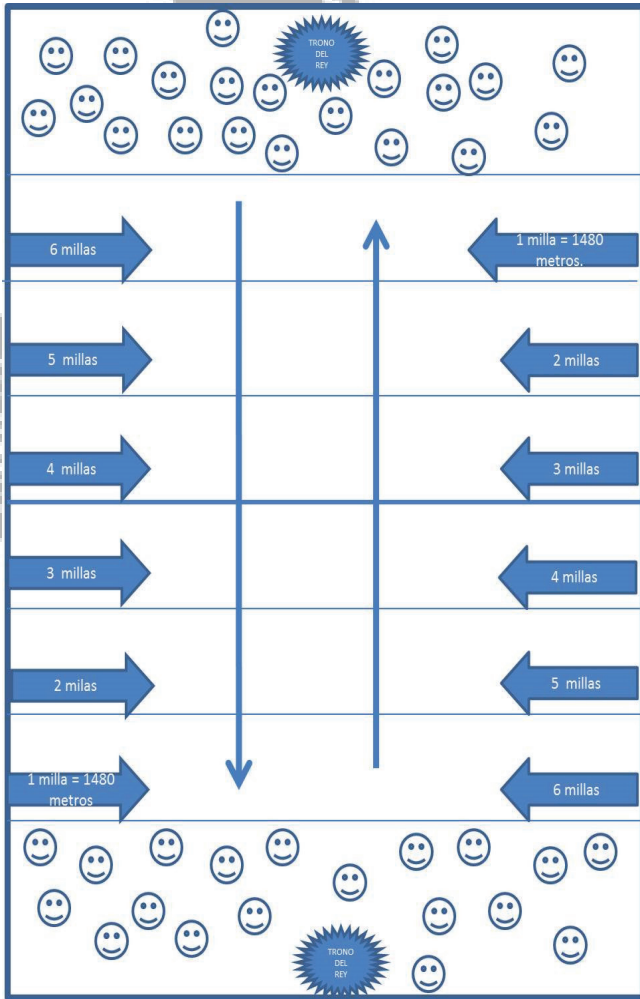 TRONO
DEL
REY
6 millas
1 milla = 1480
metros.
5 millas
2 millas
4 millas
3 millas
3 millas
4 millas
2 milas
5 millas
1 milla = 1480
metros
6 millas
TRONO
DEL
REY